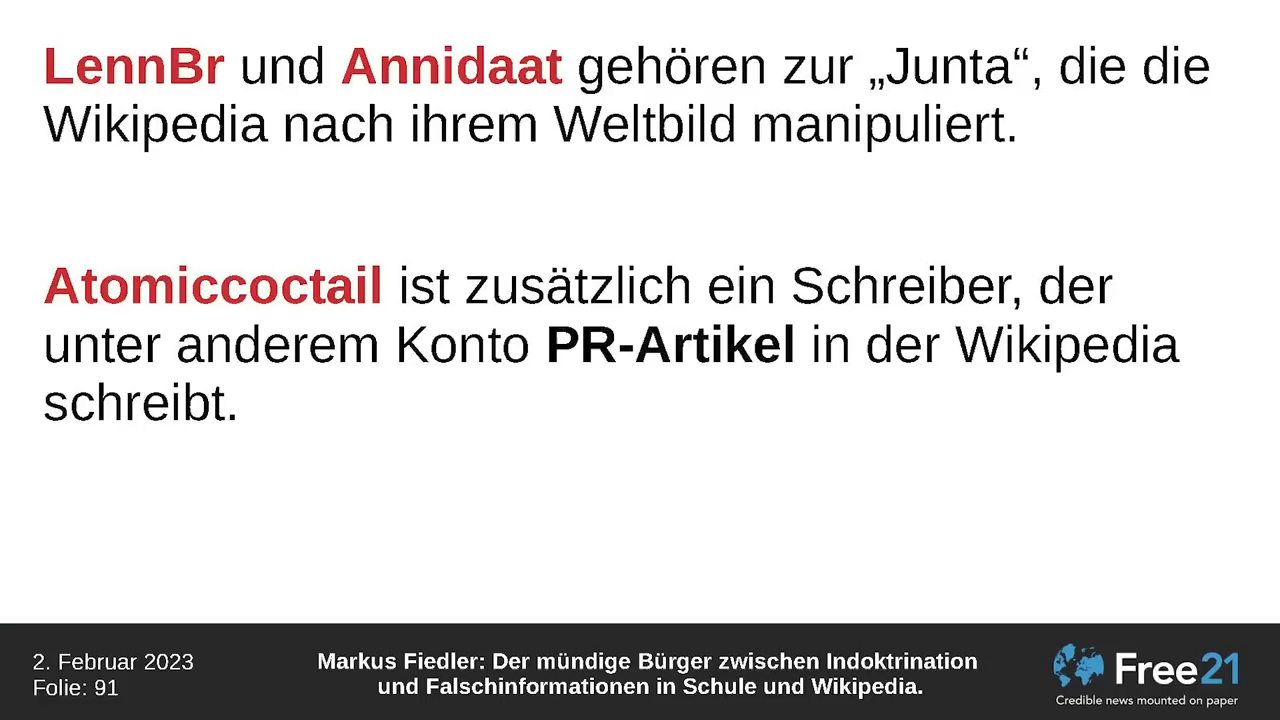 LennBr und Annidaat gehören zur „Junta“, die die
Wikipedia nach ihrem Weltbild manipuliert.
Atomiccoctail ist zusätzlich ein Schreiber, der
unter anderem Konto PR-Artikel in der Wikipedia
schreibt.
2. Februar 2023
Folie: 91
Markus Fiedler: Der mündige Bürger zwischen Indoktrination
und Falschinformationen in Schule und Wikipedia.
Free21
Credible news mounted on paper